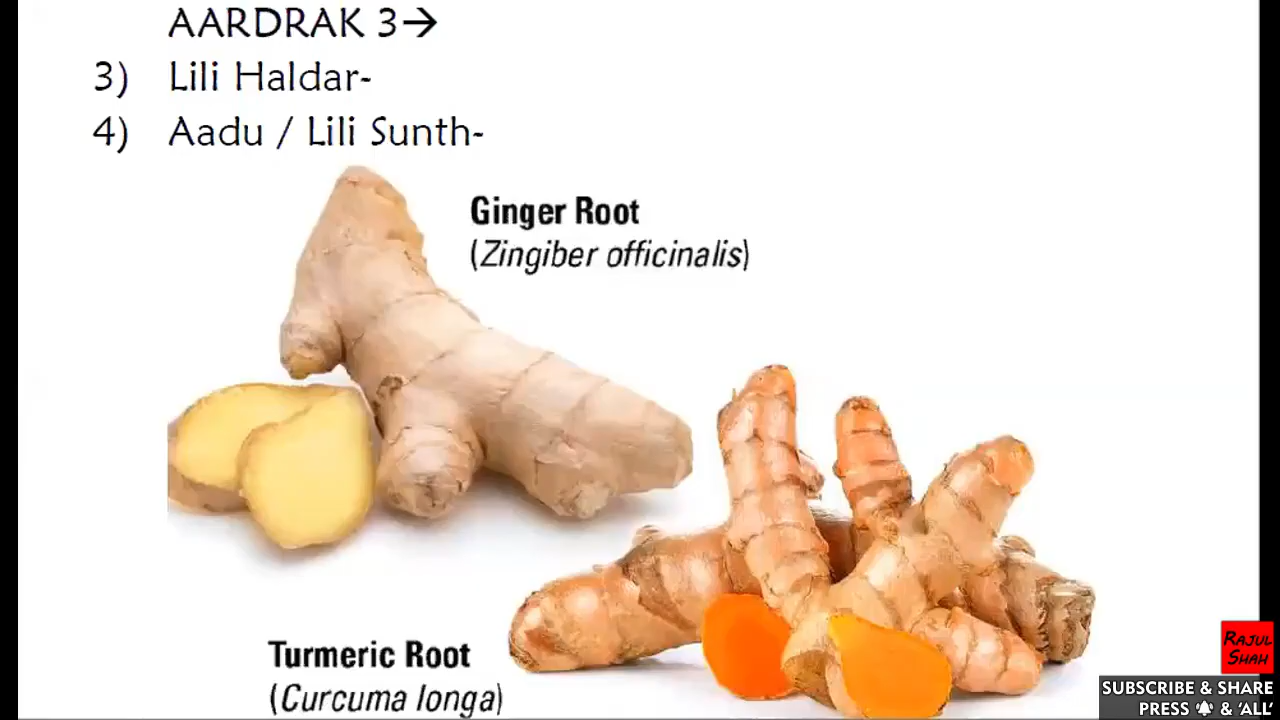 AARDRAK 3→
3) Lili Haldar-
4) Aadu / Lili Sunth-
Ginger Root
(Zingiber officinalis)
Turmeric Root
(Curcuma longa)
RAJUL
SHAH
SUBSCRIBE & SHARE
PRESS 🔔 & ‘ALL’